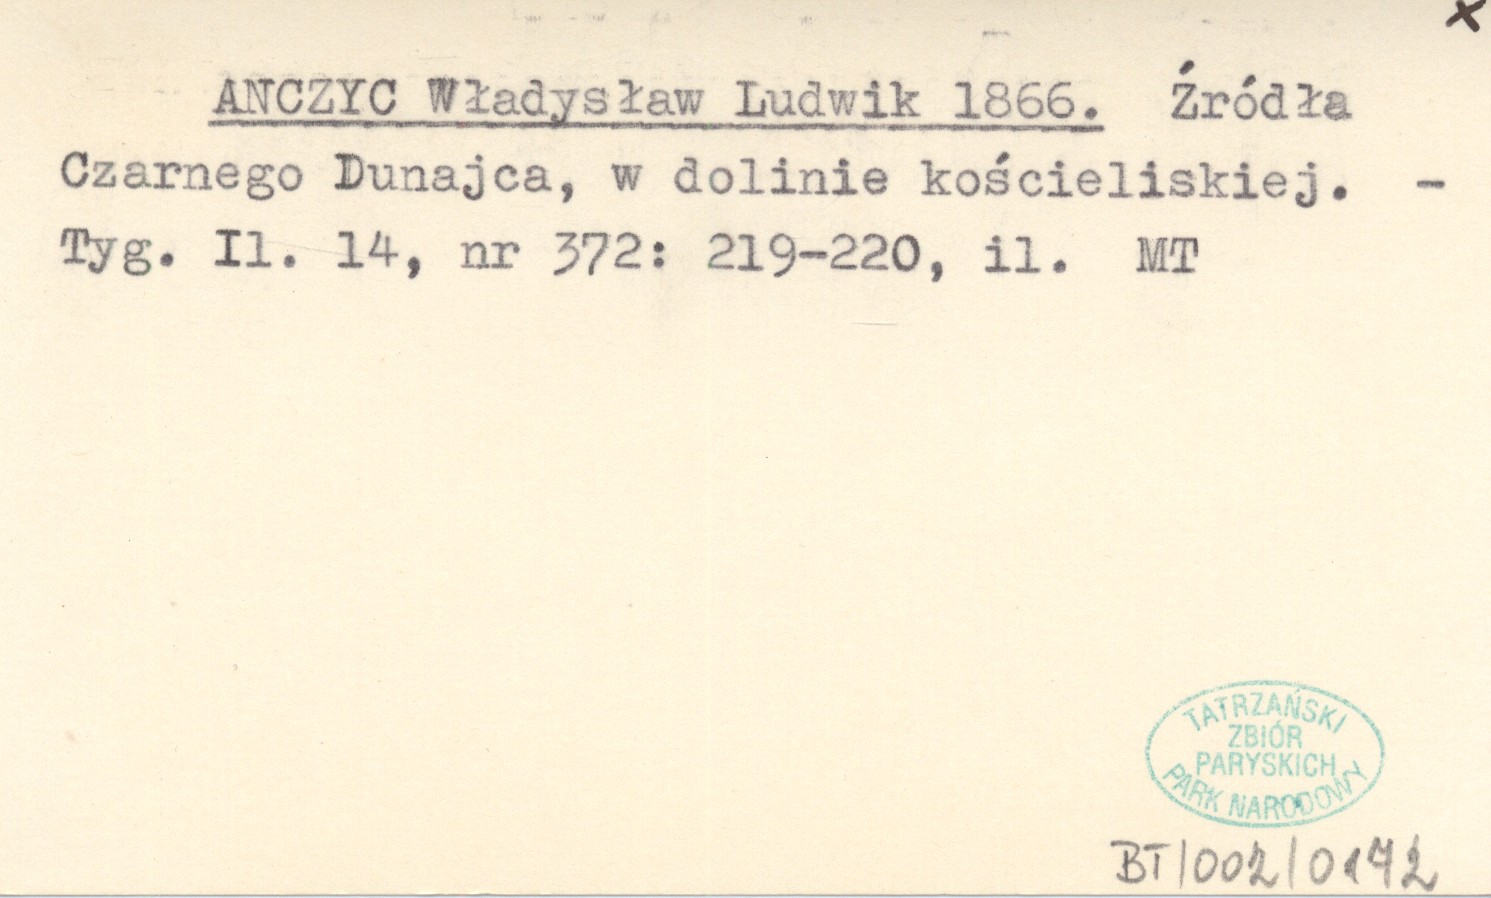 x
ANCZYC Władysław Ludwik 1866. Źródła
Czarnego Dunajca, w dolinie kościeliskiej. -
Tyg. Il. 14, nr 372: 219-220, il. MT
TATRZAŃSKI
ZBIÓR
PARYSKICH
PARK NARODOWY
BT/002/0172